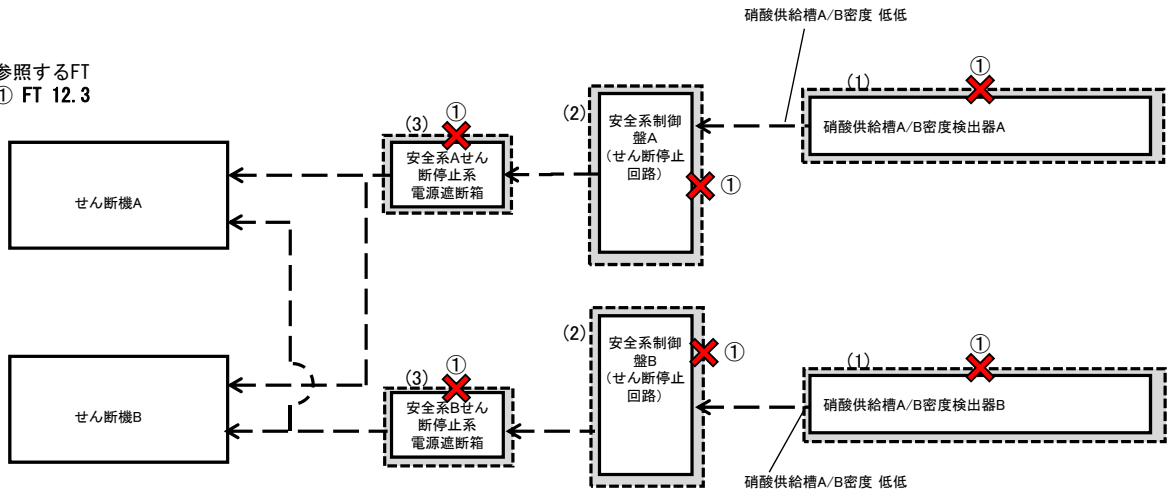 硝酸供給槽A/B密度 低低
参照するFT
① FT 12.3
①
(1)
硝酸供給槽A/B密度検出器A
(2)
安全系制御
盤A
(せん断停止
回路)
①
①
(3)
安全系Aせん
断停止系
電源遮断箱
せん断機A
(2)
安全系制御
盤B
(せん断停止
回路)
①
①
(1)
硝酸供給槽A/B密度検出器B
①
(3)
安全系Bせん
断停止系
電源遮断箱
せん断機B
硝酸供給槽A/B密度 低低